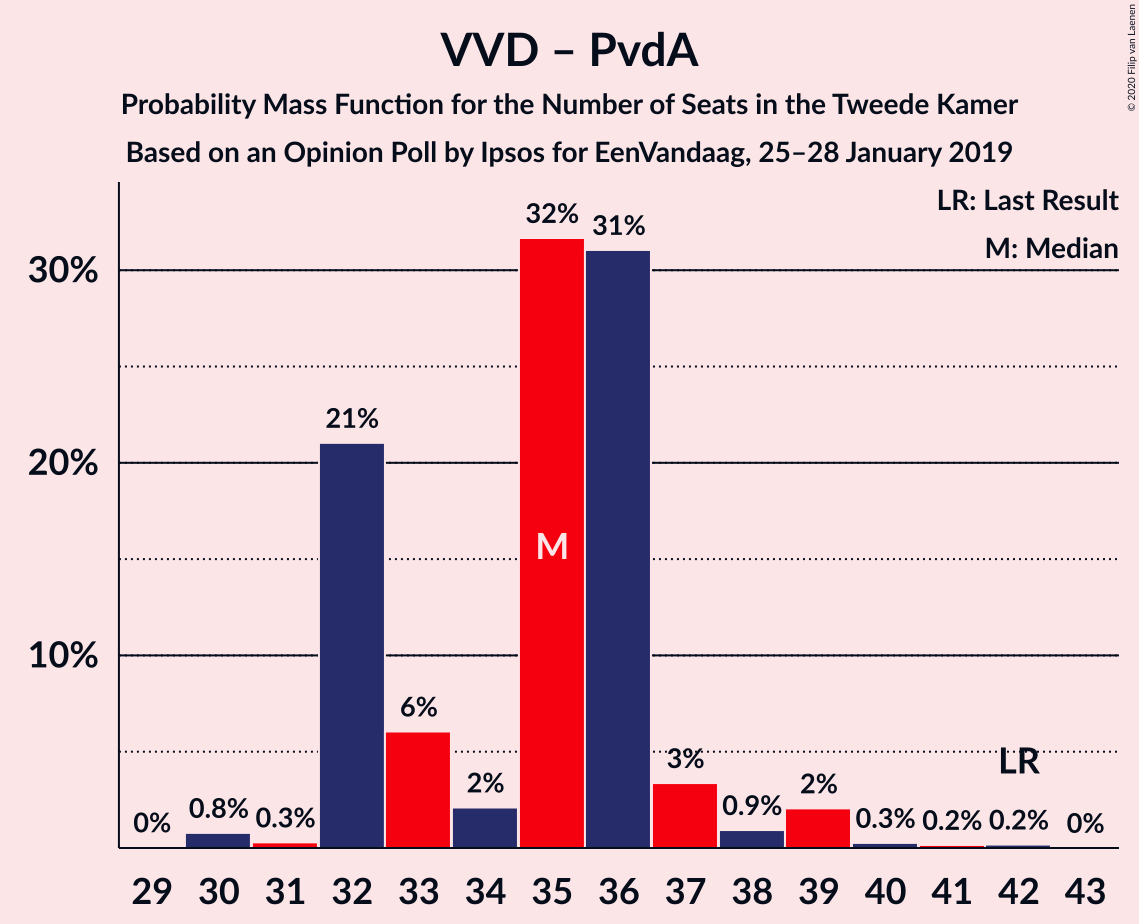 VVD – PvdA
Probability Mass Function for the Number of Seats in the Tweede Kamer
Based on an Opinion Poll by Ipsos for EenVandaag, 25–28 January 2019
© 2020 Filip van Laenen
LR: Last Result
M: Median
30%
20%
10%
0%
0.8%
0.3%
21%
6%
2%
32%
31%
3%
0.9%
2%
0.3%
0.2%
0.2%
0%
M
LR
29 30 31 32 33 34 35 36 37 38 39 40 41 42 43